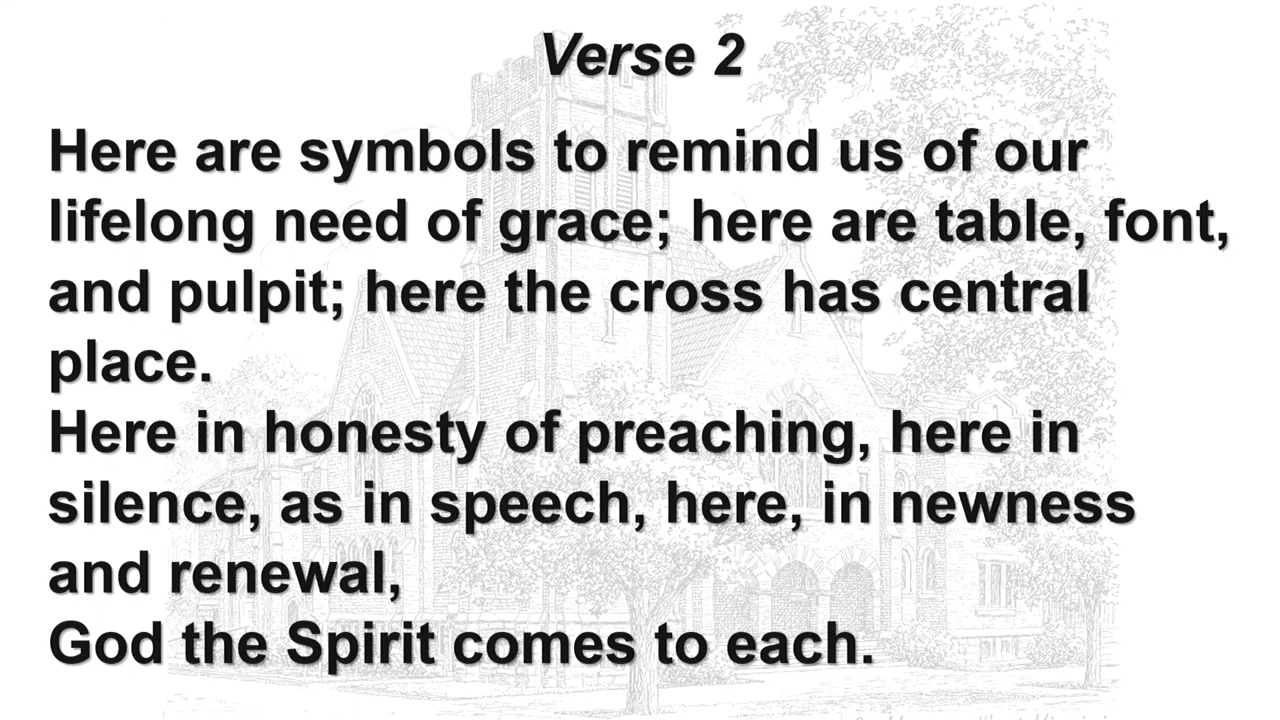 Verse 2
Here are symbols to remind us of our
lifelong need of grace; here are table, font,
and pulpit; here the cross has central
place.
Here in honesty of preaching, here in
silence, as in speech, here, in newness
and renewal,
God the Spirit comes to each.